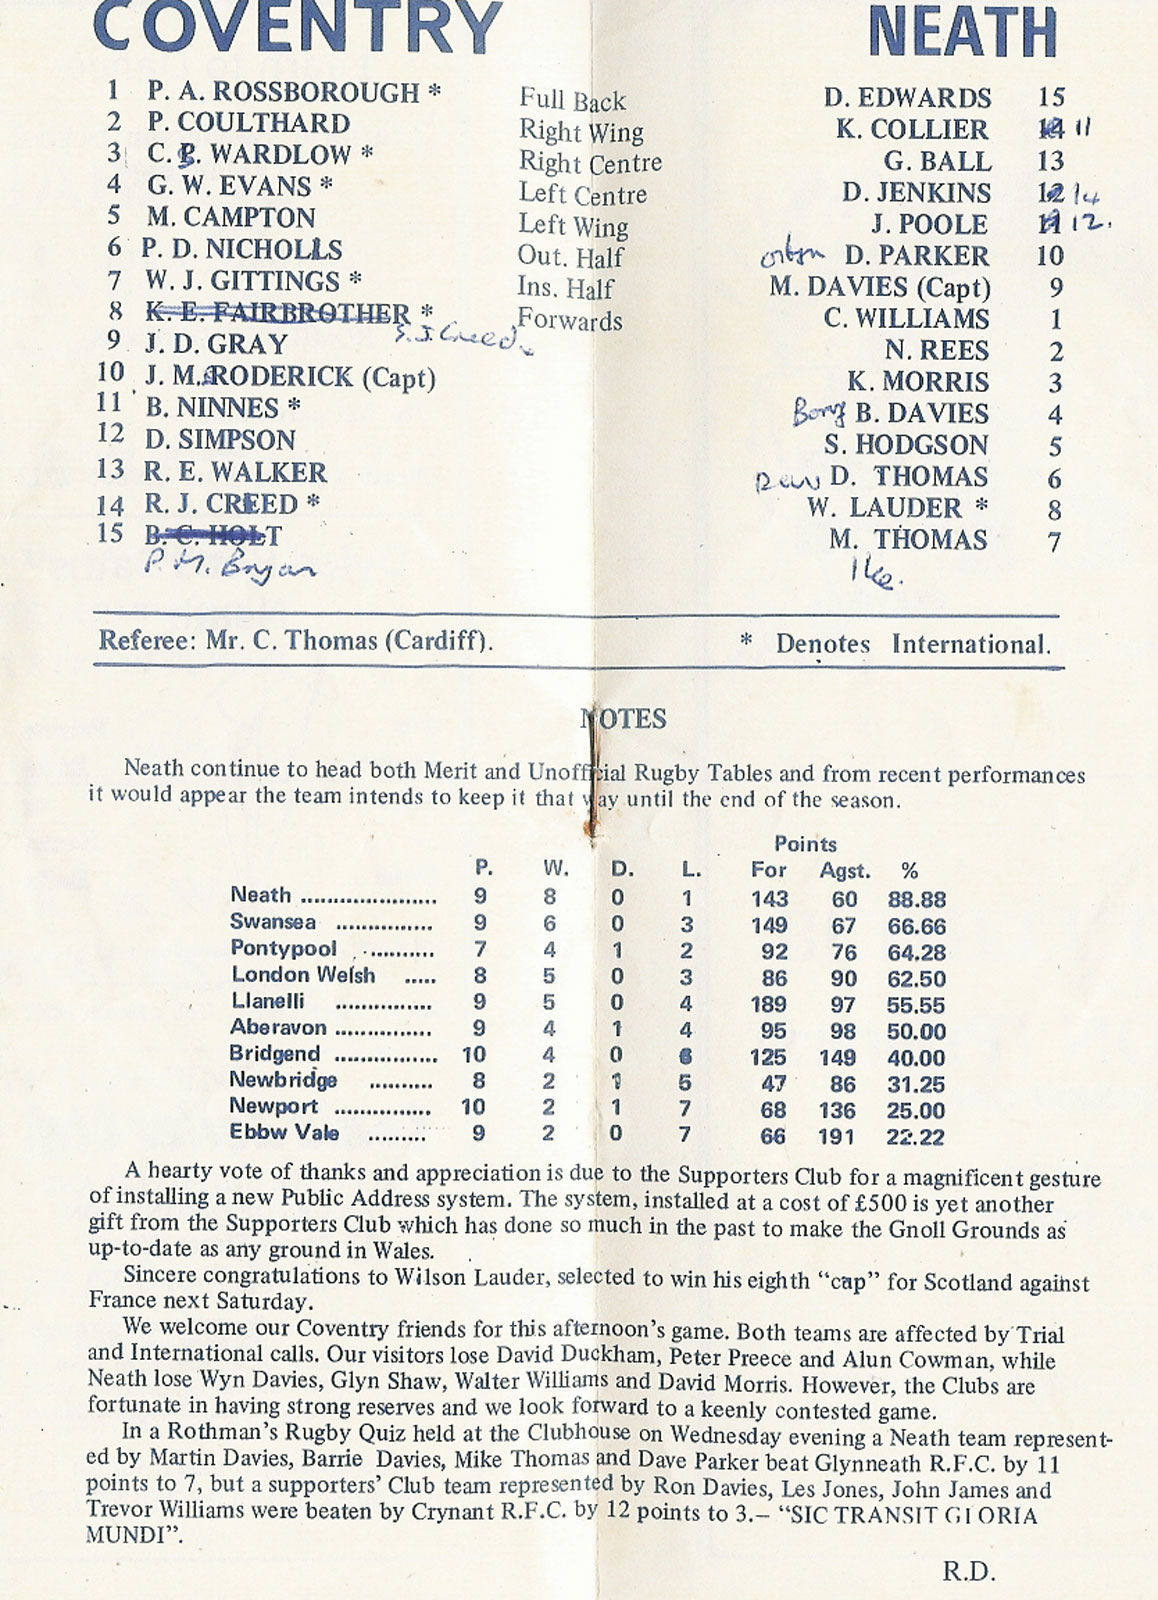 COVENTRY NEATH
1 P. A. ROSSBOROUGH * Full Back D. EDWARDS 15
2 P. COULTHARD Right Wing K. COLLIER 14 11
3 C. S. WARDLOW * Right Centre G. BALL 13
4 G. W. EVANS * Left Centre D. JENKINS 12 14
5 M. CAMPTON Left Wing J. POOLE 11 12.
6 P. D. NICHOLLS Out. Half D. PARKER 10
7 W. J. GITTINGS * Ins. Half M. DAVIES (Capt) 9
8 K. E. FAIRBROTHER * Forwards C. WILLIAMS 1
S. J. Creed.
9 J. D. GRAY N. REES 2
10 J. M. RODERICK (Capt) K. MORRIS 3
11 B. NINNES * B. DAVIES 4
12 D. SIMPSON S. HODGSON 5
13 R. E. WALKER D. THOMAS 6
14 R. J. CREED * W. LAUDER * 8
15 B. C. HOLT M. THOMAS 7
P. M. Bryan Ike.
Referee: Mr. C. Thomas (Cardiff). * Denotes International.
NOTES
Neath continue to head both Merit and Unofficial Rugby Tables and from recent performances
it would appear the team intends to keep it that way until the end of the season.
Points
P. W. D. L. For Agst. %
Neath ...................... 9 8 0 1 143 60 88.88
Swansea ............... 9 6 0 3 149 67 66.66
Pontypool ........... 7 4 1 2 92 76 64.28
London Welsh ..... 8 5 0 3 86 90 62.50
Llanelli ............... 9 5 0 4 189 97 55.55
Aberavon ............... 9 4 1 4 95 98 50.00
Bridgend ................ 10 4 0 6 125 149 40.00
Newbridge .......... 8 2 1 5 47 86 31.25
Newport ............... 10 2 1 7 68 136 25.00
Ebbw Vale ......... 9 2 0 7 66 191 22.22
A hearty vote of thanks and appreciation is due to the Supporters Club for a magnificent gesture
of installing a new Public Address system. The system, installed at a cost of £500 is yet another
gift from the Supporters Club which has done so much in the past to make the Gnoll Grounds as
up-to-date as any ground in Wales.
Sincere congratulations to Wilson Lauder, selected to win his eighth “cap” for Scotland against
France next Saturday.
We welcome our Coventry friends for this afternoon’s game. Both teams are affected by Trial
and International calls. Our visitors lose David Duckham, Peter Preece and Alun Cowman, while
Neath lose Wyn Davies, Glyn Shaw, Walter Williams and David Morris. However, the Clubs are
fortunate in having strong reserves and we look forward to a keenly contested game.
In a Rothman’s Rugby Quiz held at the Clubhouse on Wednesday evening a Neath team represent-
ed by Martin Davies, Barrie Davies, Mike Thomas and Dave Parker beat Glynneath R.F.C. by 11
points to 7, but a supporters’ Club team represented by Ron Davies, Les Jones, John James and
Trevor Williams were beaten by Crynant R.F.C. by 12 points to 3.– “SIC TRANSIT GLORIA
MUNDI”.
R.D.